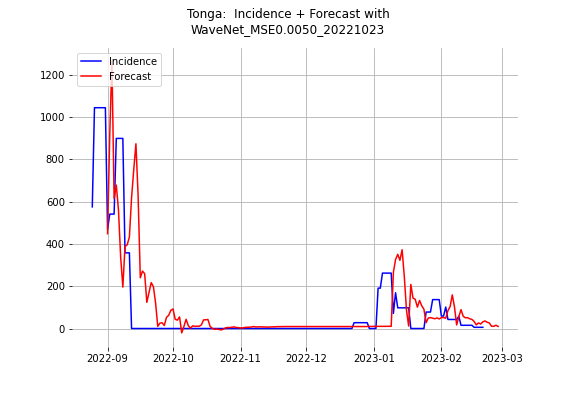 Tonga:  Incidence + Forecast with
WaveNet_MSE0.0050_20221023
Incidence
Forecast
1200
1000
800
600
400
200
0
2022-09 2022-10 2022-11 2022-12 2023-01 2023-02 2023-03